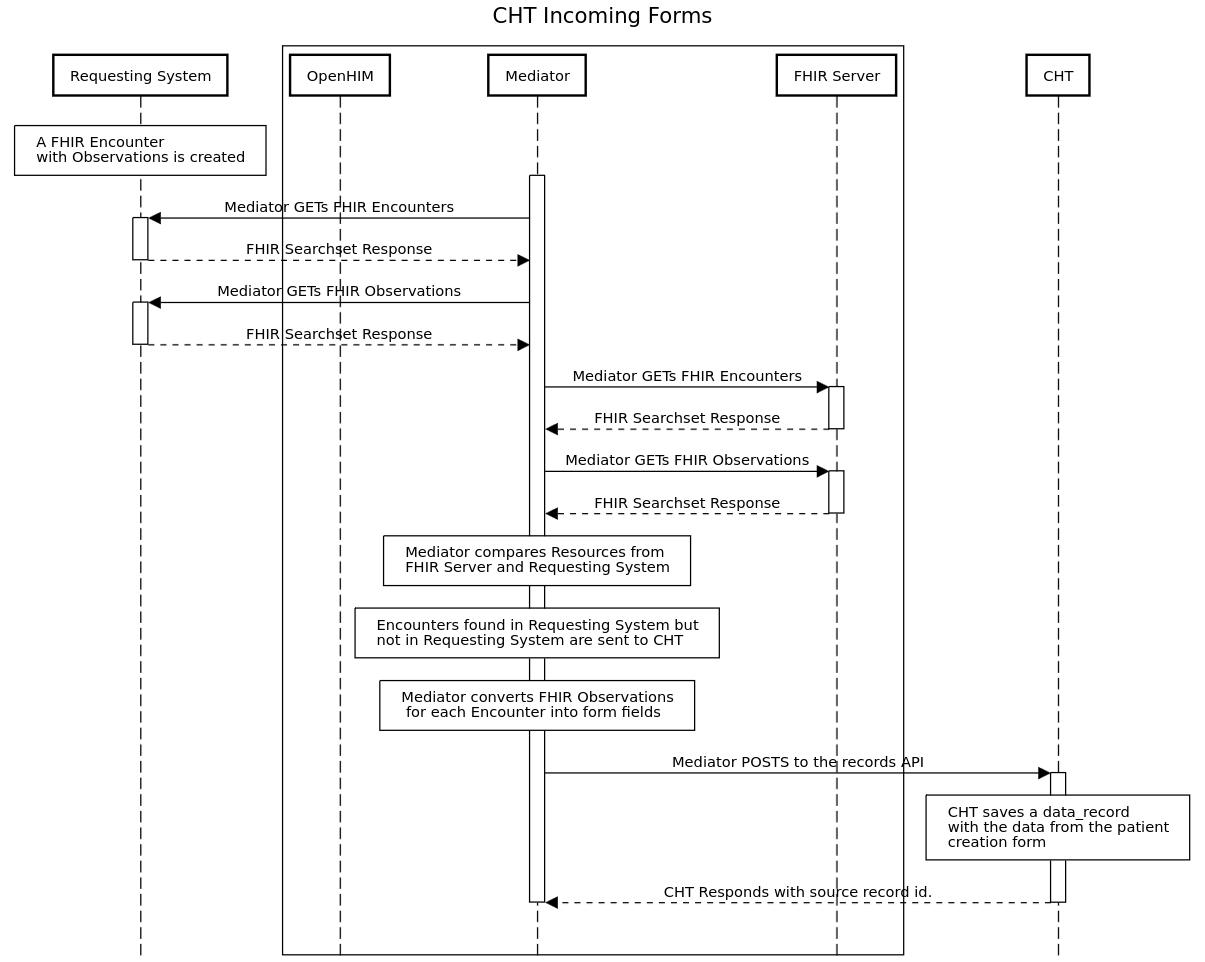 CHT Incoming Forms
Requesting System
OpenHIM
Mediator
FHIR Server
CHT
A FHIR Encounter
with Observations is created
Mediator GETs FHIR Encounters
FHIR Searchset Response
Mediator GETs FHIR Observations
FHIR Searchset Response
Mediator GETs FHIR Encounters
FHIR Searchset Response
Mediator GETs FHIR Observations
FHIR Searchset Response
Mediator compares Resources from
FHIR Server and Requesting System
Encounters found in Requesting System but
not in Requesting System are sent to CHT
Mediator converts FHIR Observations
for each Encounter into form fields
Mediator POSTS to the records API
CHT saves a data_record
with the data from the patient
creation form
CHT Responds with source record id.